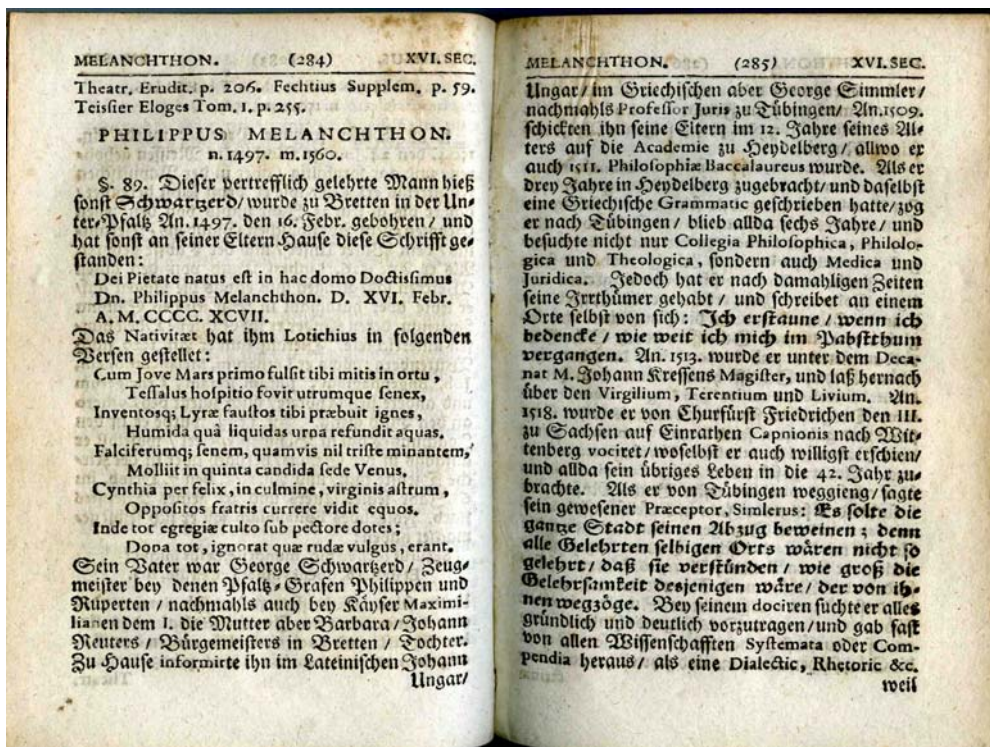 MELANCHTHON. (284) XVI. SEC.
Theatr. Erudit. p. 206. Fechtius Supplem. p. 59.
Teissier Eloges Tom. I. p. 255.
PHILIPPUS MELANCHTHON.
n. 1497. m. 1560.
§. 89. Dieser vertrefflich gelehrte Mann hieß
sonst Schwartzerd/ wurde zu Bretten in der Un-
ter-Pfaltz An. 1497. den 16. Febr. gebohren / und
hat sonst an seiner Eltern Hause diese Schrifft ge-
standen:
Dei Pietate natus est in hac domo Doctissimus
Dn. Philippus Melanchthon. D. XVI. Febr.
A. M. CCCC. XCVII.
Das Nativitæt hat ihm Lotichius in folgenden
Versen gestellet:
Cum Jove Mars primo fulsit tibi mitis in ortu,
Tessalus hospitio fovit utrumque senex,
Inventosq; Lyræ faustos tibi præbuit ignes,
Humida quâ liquidas urna refundit aquas.
Falciferumq; senem, quamvis nil triste minantem,
Molliit in quinta candida sede Venus.
Cynthia per felix, in culmine, virginis astrum,
Oppositos fratris currere vidit equos.
Inde tot egregiæ culto sub pectore dotes;
Dona tot, ignorat quæ rudæ vulgus, erant.
Sein Vater war George Schwartzerd/ Zeug-
meister bey denen Pfaltz-Grafen Philippen und
Ruperten / nachmahls auch bey Käyser Maximi-
lianen dem I. die Mutter aber Barbara/ Johann
Reuters / Bürgemeisters in Bretten / Tochter.
Zu Hause informirte ihn im Lateinischen Johann
Ungar/
MELANCHTHON. (285) XVI. SEC.
Ungar/ im Griechischen aber George Simmler/
nachmahls Professor Juris zu Tübingen/ An. 1509.
schickten ihn seine Eltern im 12. Jahre seines Al-
ters auf die Academie zu Heydelberg/ allwo er
auch 1511. Philosophiæ Baccalaureus wurde. Als er
drey Jahre in Heydelberg zugebracht/ und daselbst
eine Griechische Grammatic geschrieben hatte/ zog
er nach Tübingen / blieb allda sechs Jahre / und
besuchte nicht nur Collegia Philosophica, Philolo-
gica und Theologica, sondern auch Medica und
Juridica. Jedoch hat er nach damahligen Zeiten
seine Irrthümer gehabt / und schreibet an einem
Orte selbst von sich: Ich erstaune / wenn ich
bedencke / wie weit ich mich im Pabstthum
vergangen. An. 1513. wurde er unter dem Deca-
nat M. Johann Kressens Magister, und laß hernach
über den Virgilium, Terentium und Livium. An.
1518. wurde er von Churfürst Friedrichen den III.
zu Sachsen auf Einrathen Capnionis nach Wit-
tenberg vociret/ woselbst er auch willigst erschien/
und allda sein übriges Leben in die 42. Jahr zu-
brachte. Als er von Tübingen weggieng/ sagte
sein gewesener Præceptor, Simlerus: Es solte die
gantze Stadt seinen Abzug beweinen; denn
alle Gelehrten selbigen Orts wären nicht so
gelehrt/ daß sie verstünden / wie groß die
Gelehrsamkeit desjenigen wäre/ der von ih-
nen wegzöge. Bey seinem dociren suchte er alles
gründlich und deutlich vorzutragen/ und gab fast
von allen Wissenschafften Systemata oder Com-
pendia heraus/ als eine Dialectic, Rhetoric &c.
weil